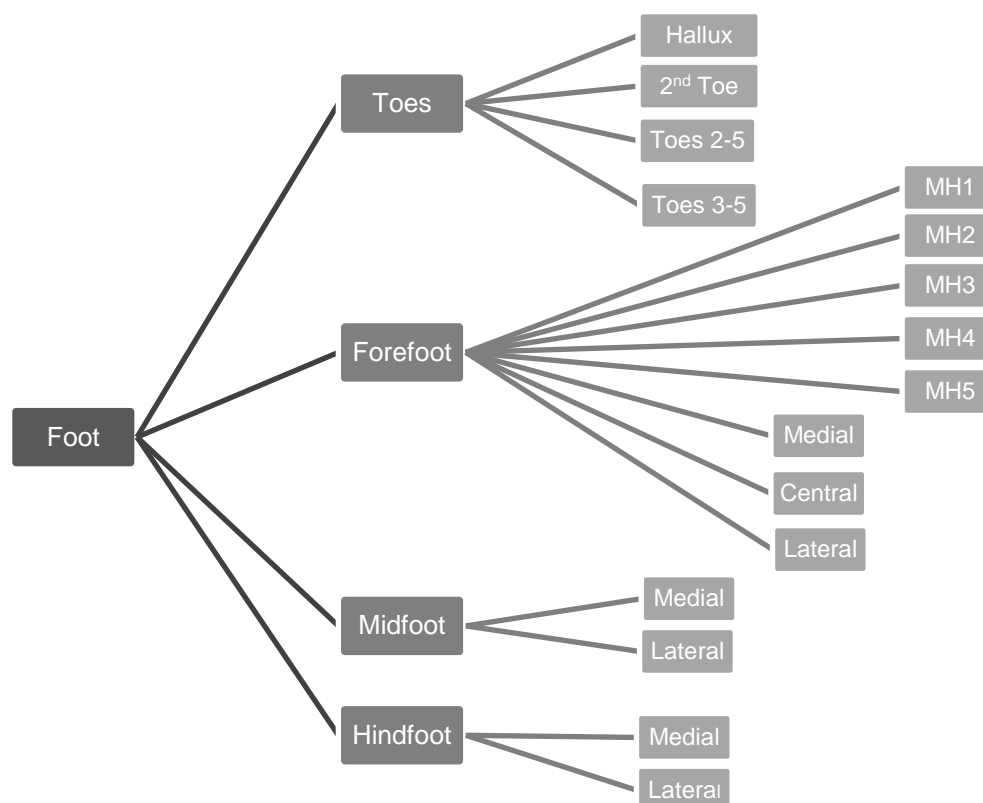 Hallux
2nd Toe
Toes
Toes 2-5
Toes 3-5
MH1
MH2
MH3
Forefoot
MH4
MH5
Foot
Medial
Central
Lateral
Medial
Midfoot
Lateral
Hindfoot
Medial
Lateral